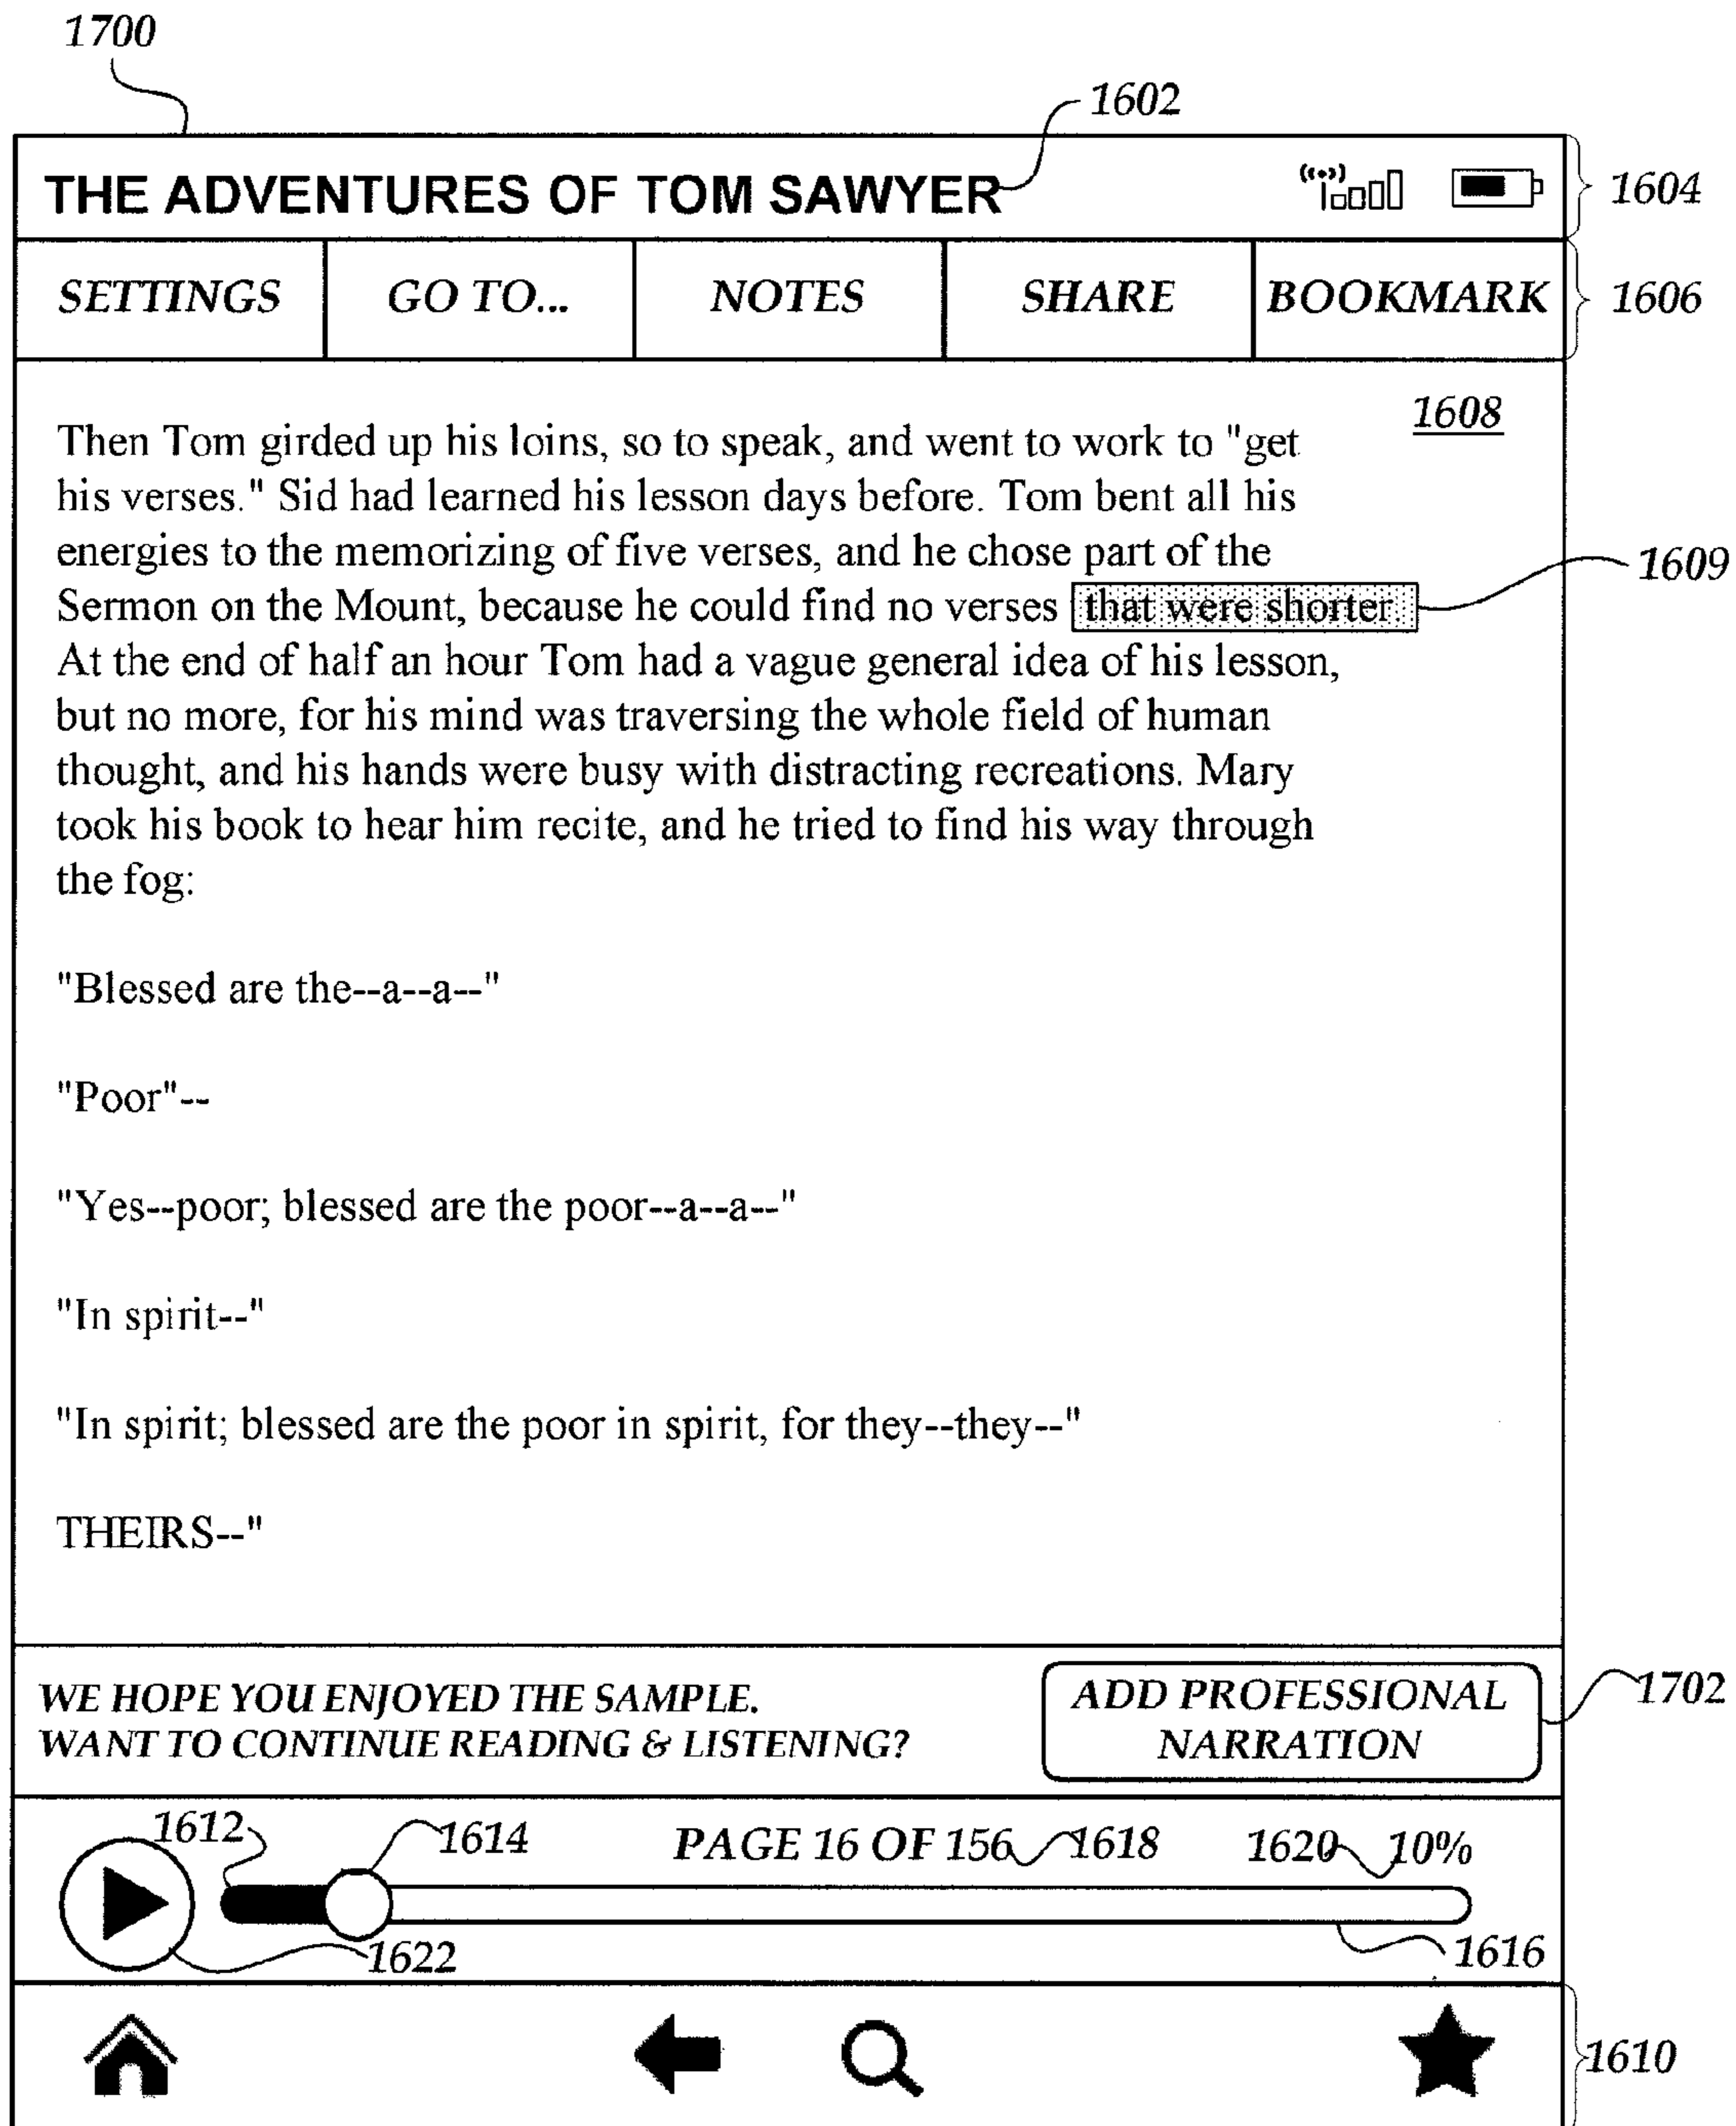 1700
1602
THE ADVENTURES OF TOM SAWYER
1604
SETTINGS GO TO... NOTES SHARE BOOKMARK
1606
1608
Then Tom girded up his loins, so to speak, and went to work to "get
his verses." Sid had learned his lesson days before. Tom bent all his
energies to the memorizing of five verses, and he chose part of the
1609
Sermon on the Mount, because he could find no verses that were shorter.
At the end of half an hour Tom had a vague general idea of his lesson,
but no more, for his mind was traversing the whole field of human
thought, and his hands were busy with distracting recreations. Mary
took his book to hear him recite, and he tried to find his way through
the fog:
"Blessed are the--a--a--"
"Poor"--
"Yes--poor; blessed are the poor--a--a--"
"In spirit--"
"In spirit; blessed are the poor in spirit, for they--they--"
THEIRS--"
WE HOPE YOU ENJOYED THE SAMPLE.
WANT TO CONTINUE READING & LISTENING?
ADD PROFESSIONAL
NARRATION
1702
1612 1614 PAGE 16 OF 156 1618 1620 10%
1622 1616
1610